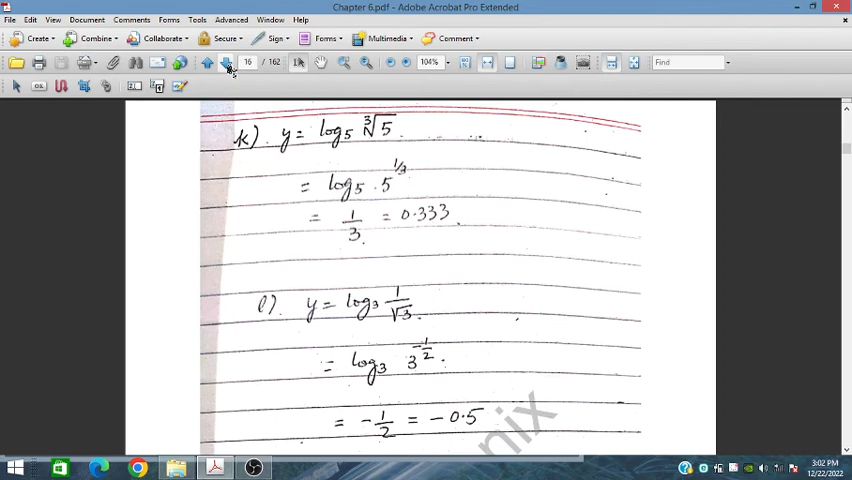 Chapter 6.pdf - Adobe Acrobat Pro Extended
File Edit View Document Comments Forms Tools Advanced Window Help
Create Combine Collaborate Secure Sign Forms Multimedia Comment
16 / 162 104% Find
k) y = log₅ ∛5
= log₅ . 5^1/3
= 1/3 = 0.333
l) y = log₃ 1/√3.
= log₃ 3^-1/2.
= -1/2 = -0.5
nix
3:02 PM
12/22/2022